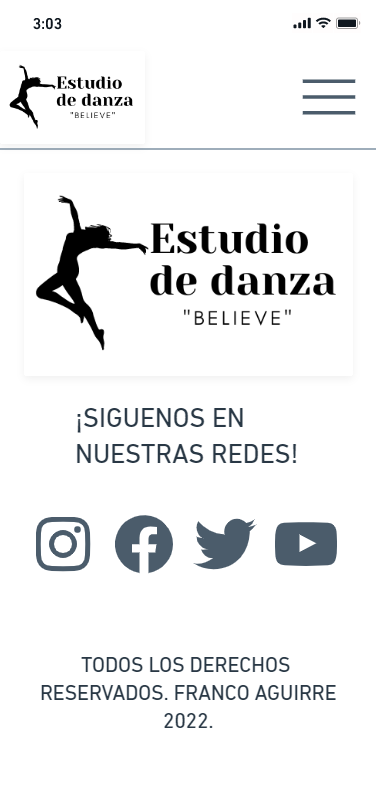 3:03
Estudio
de danza
"BELIEVE"
Estudio
de danza
"BELIEVE"
¡SIGUENOS EN
NUESTRAS REDES!
TODOS LOS DERECHOS
RESERVADOS. FRANCO AGUIRRE
2022.